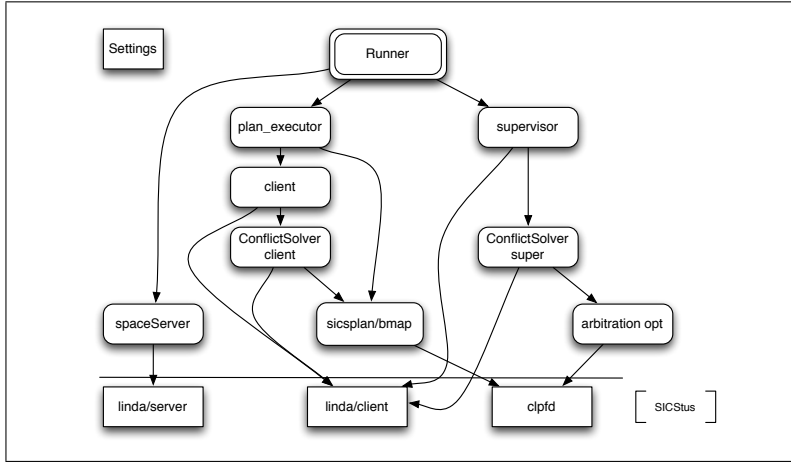 Settings
Runner
plan_executor
supervisor
client
ConflictSolver
client
ConflictSolver
super
spaceServer
sicsplan/bmap
arbitration opt
linda/server
linda/client
clpfd
SICStus